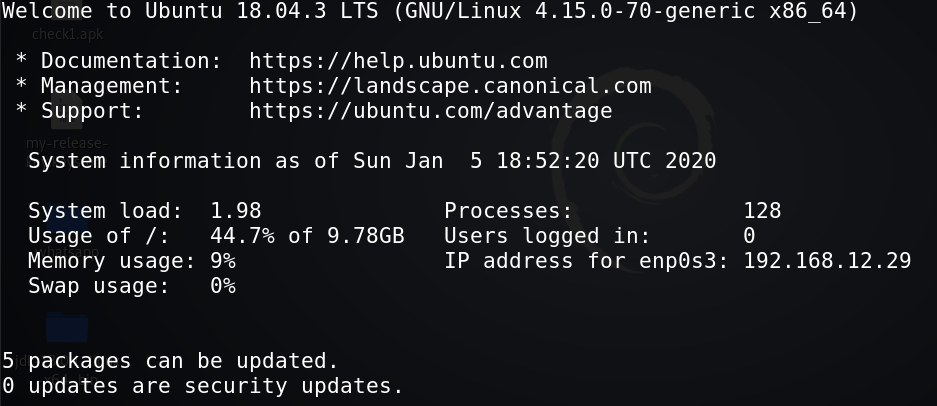 Welcome to Ubuntu 18.04.3 LTS (GNU/Linux 4.15.0-70-generic x86_64)
check1.apk
* Documentation:  https://help.ubuntu.com
* Management:     https://landscape.canonical.com
* Support:        https://ubuntu.com/advantage
my-release-
System information as of Sun Jan  5 18:52:20 UTC 2020
System load:  1.98              Processes:             128
Usage of /:   44.7% of 9.78GB   Users logged in:       0
Memory usage: 9%                IP address for enp0s3: 192.168.12.29
Swap usage:   0%
5 packages can be updated.
0 updates are security updates.